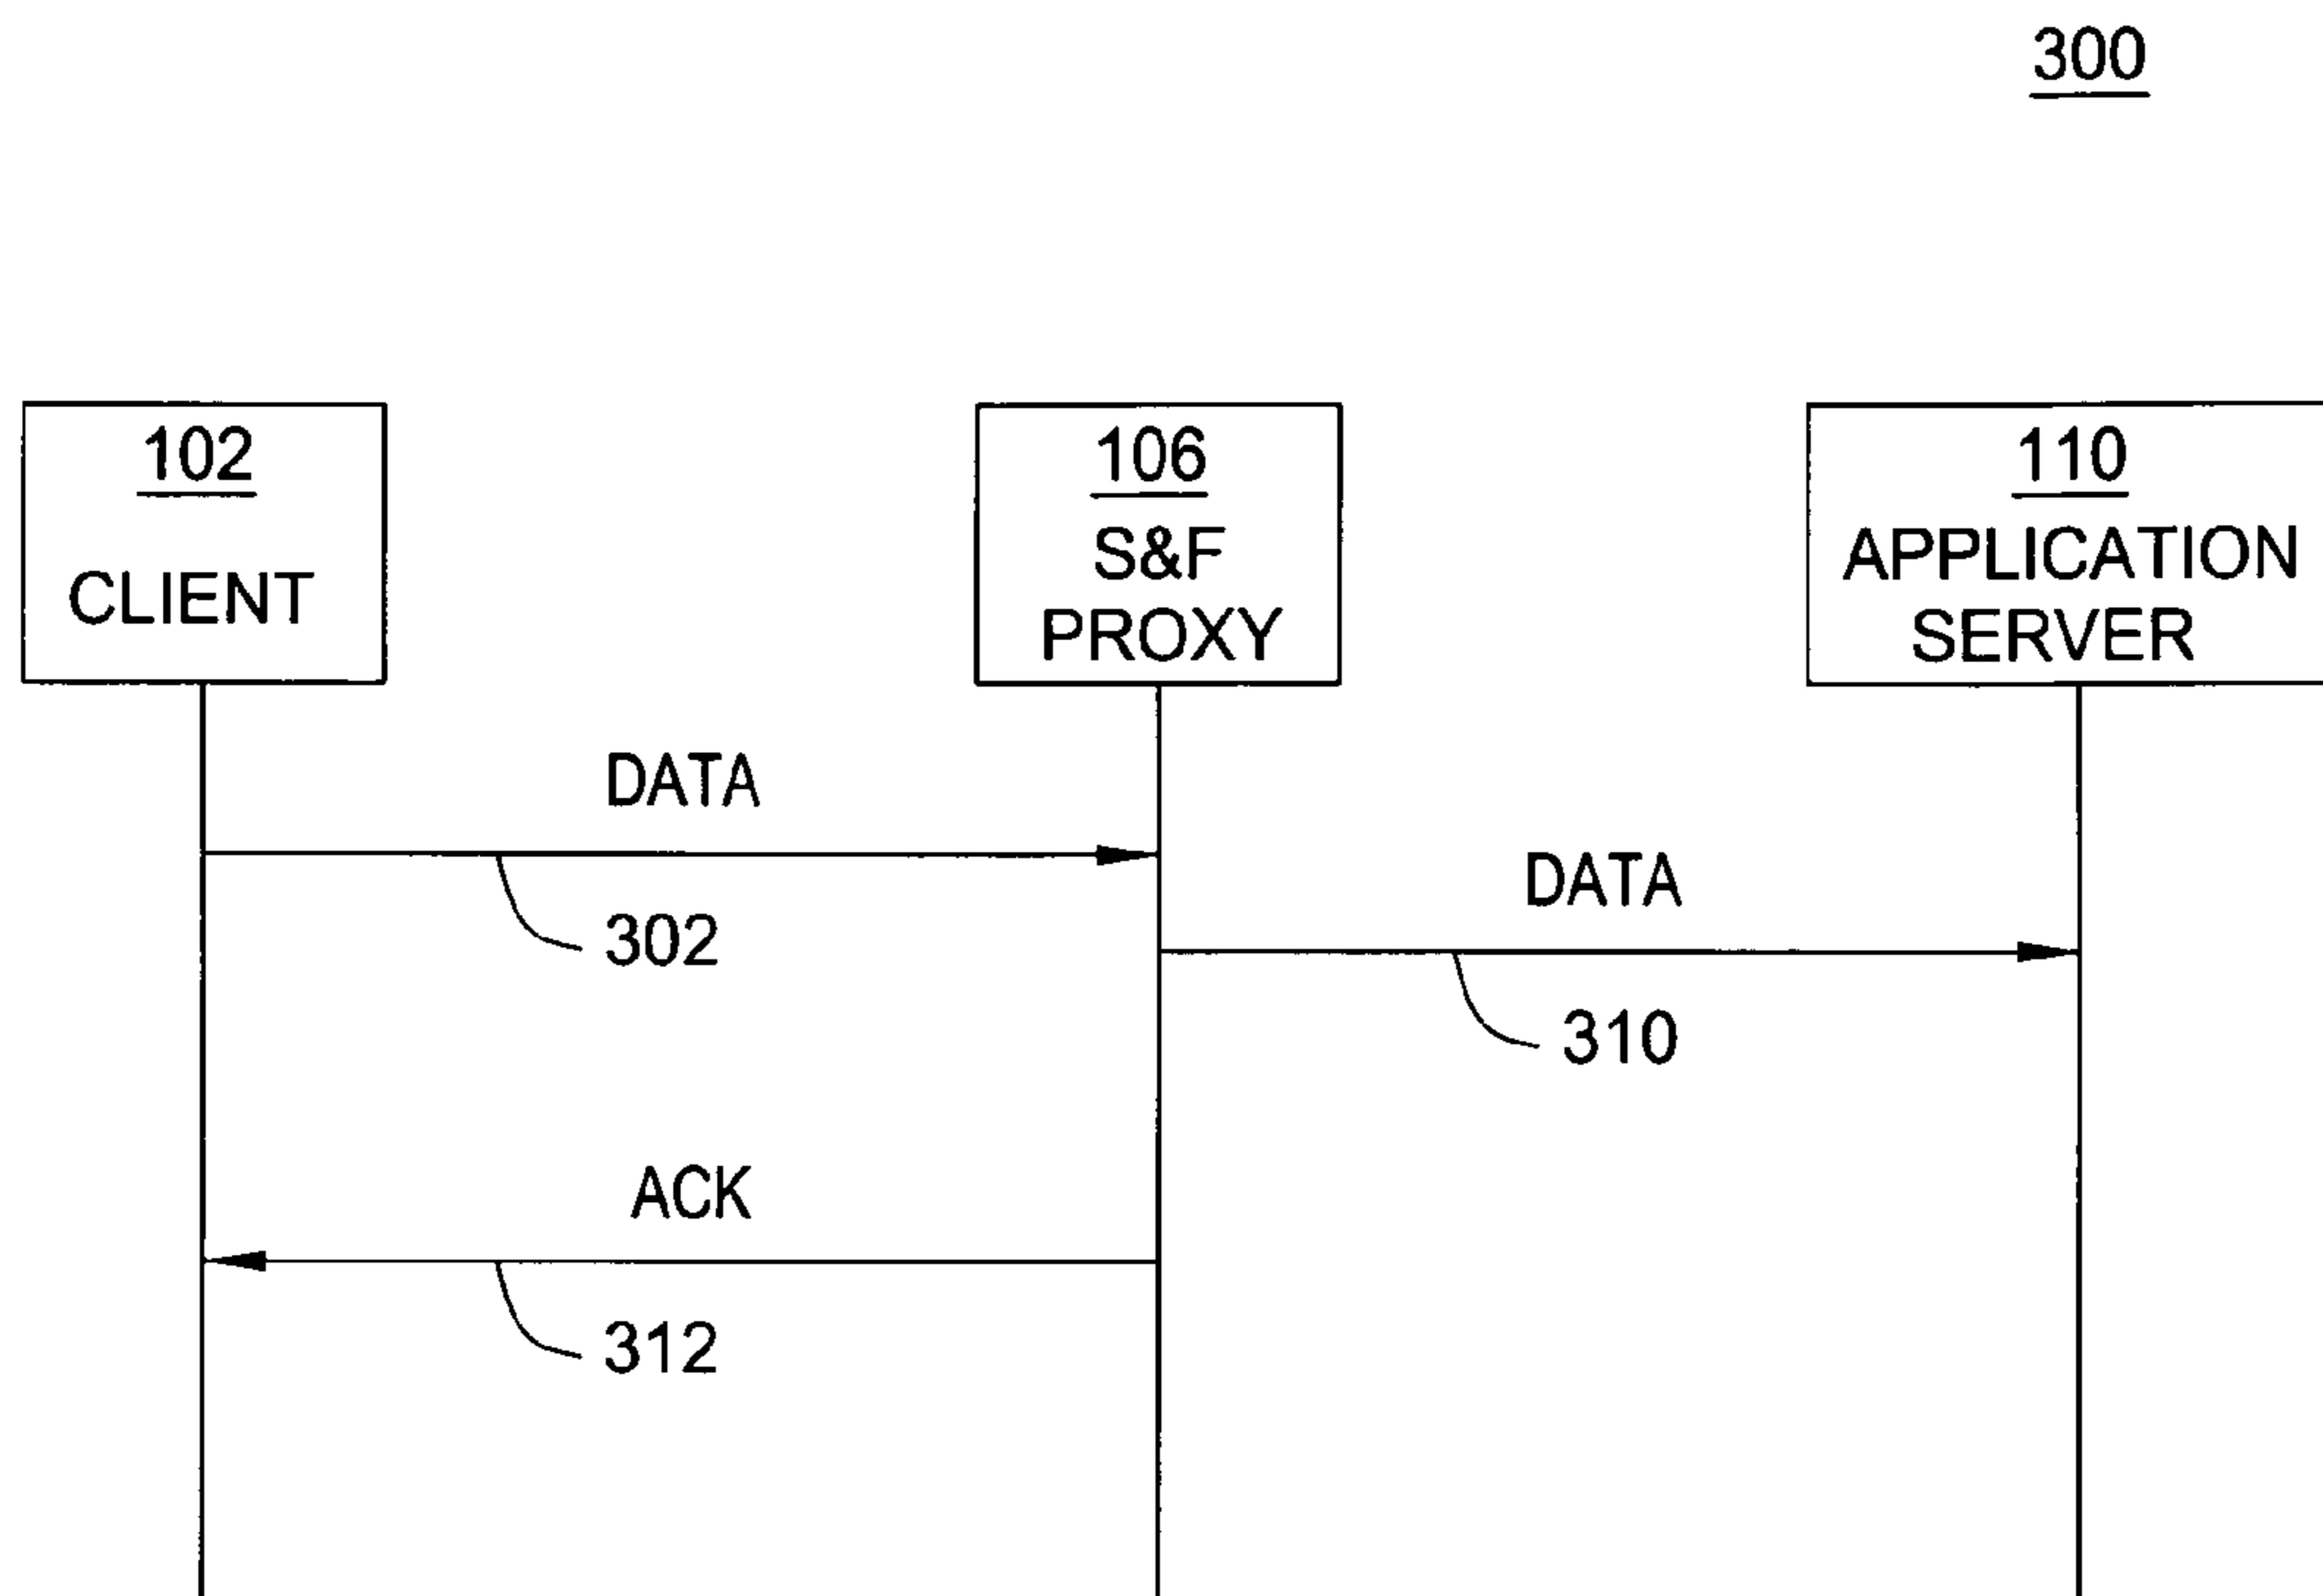 300
102
CLIENT
106
S&F
PROXY
110
APPLICATION
SERVER
DATA
302
DATA
310
ACK
312